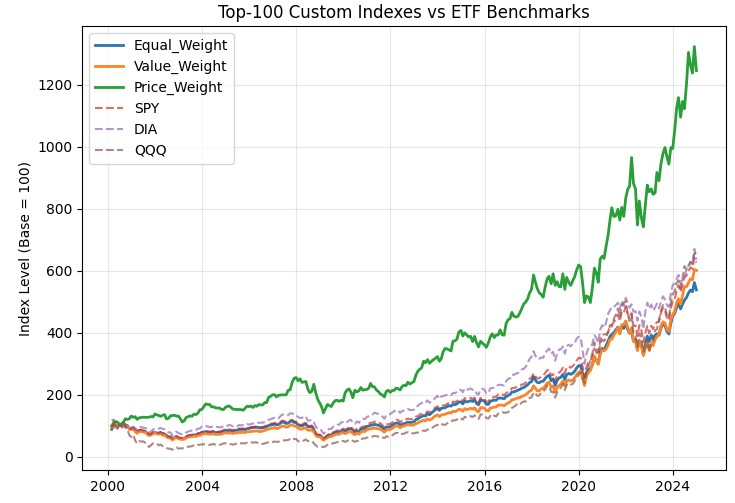 Top-100 Custom Indexes vs ETF Benchmarks
Equal_Weight
Value_Weight
Price_Weight
SPY
DIA
QQQ
Index Level (Base = 100)
1200
1000
800
600
400
200
0
2000 2004 2008 2012 2016 2020 2024